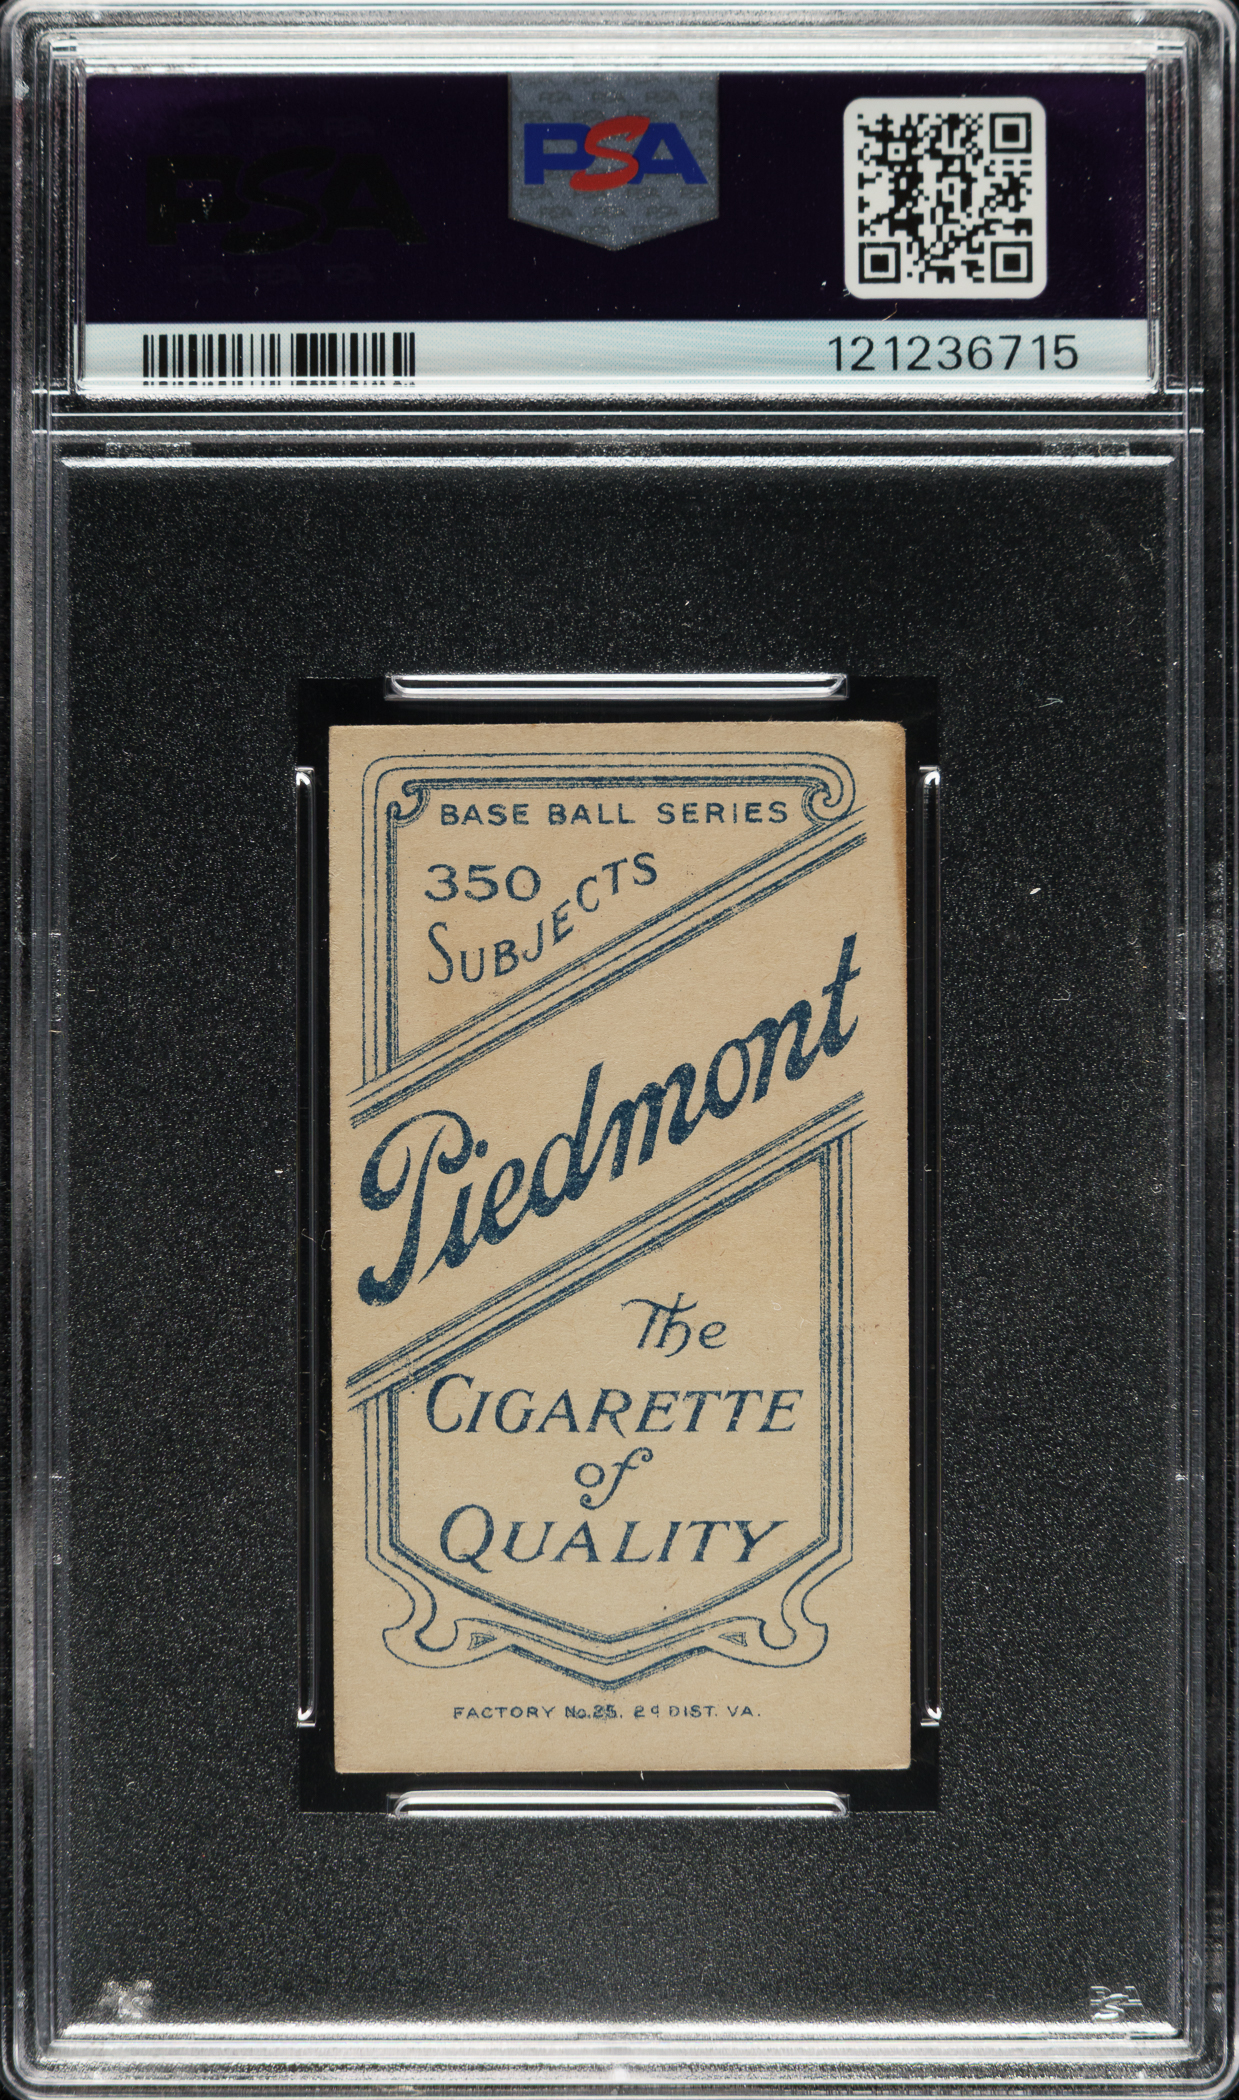 PSA
PSA
121236715
BASE BALL SERIES
350
SUBJECTS
Piedmont
The
CIGARETTE
of
QUALITY
FACTORY No. 25, 2d DIST. VA.